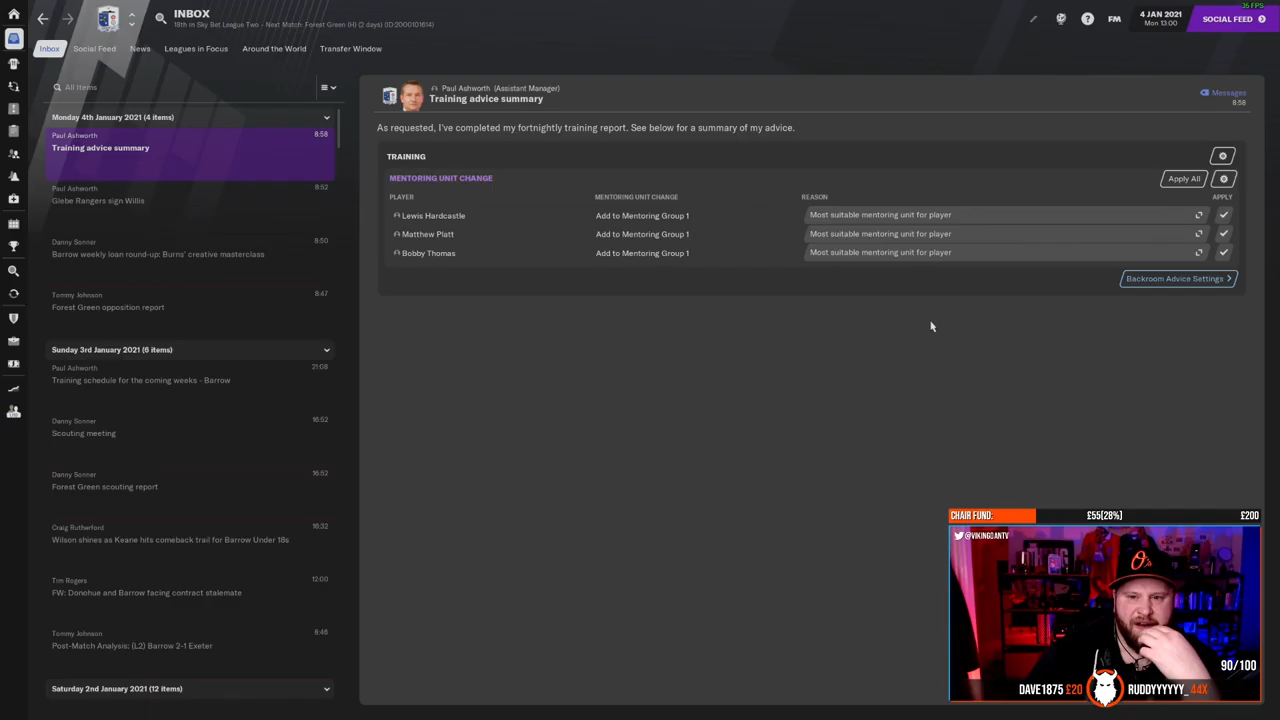 INBOX
18th in Sky Bet League Two - Next Match: Forest Green (H) (2 days) (ID:2000101614)
FM
35 FPS
4 JAN 2021
Mon 13:00
SOCIAL FEED
Inbox
Social Feed
News
Leagues in Focus
Around the World
Transfer Window
All Items
Monday 4th January 2021 (4 items)
Paul Ashworth 8:58
Training advice summary
Paul Ashworth 8:52
Glebe Rangers sign Willis
Danny Sonner 8:50
Barrow weekly loan round-up: Burns' creative masterclass
Tommy Johnson 8:47
Forest Green opposition report
Sunday 3rd January 2021 (6 items)
Paul Ashworth 21:08
Training schedule for the coming weeks - Barrow
Danny Sonner 16:52
Scouting meeting
Danny Sonner 16:52
Forest Green scouting report
Craig Rutherford 16:32
Wilson shines as Keane hits comeback trail for Barrow Under 18s
Tim Rogers 12:00
FW: Donohue and Barrow facing contract stalemate
Tommy Johnson 8:46
Post-Match Analysis: (L2) Barrow 2-1 Exeter
Saturday 2nd January 2021 (12 items)
Paul Ashworth (Assistant Manager)
Training advice summary
Messages
8:58
As requested, I've completed my fortnightly training report. See below for a summary of my advice.
TRAINING
MENTORING UNIT CHANGE
Apply All
PLAYER MENTORING UNIT CHANGE REASON APPLY
Lewis Hardcastle Add to Mentoring Group 1 Most suitable mentoring unit for player
Matthew Platt Add to Mentoring Group 1 Most suitable mentoring unit for player
Bobby Thomas Add to Mentoring Group 1 Most suitable mentoring unit for player
Backroom Advice Settings
CHAIR FUND: £55(28%) £200
@VIKINGDANTV
O's
90/100
DAVE1875 £20
RUDDYYYYYY_ 44X